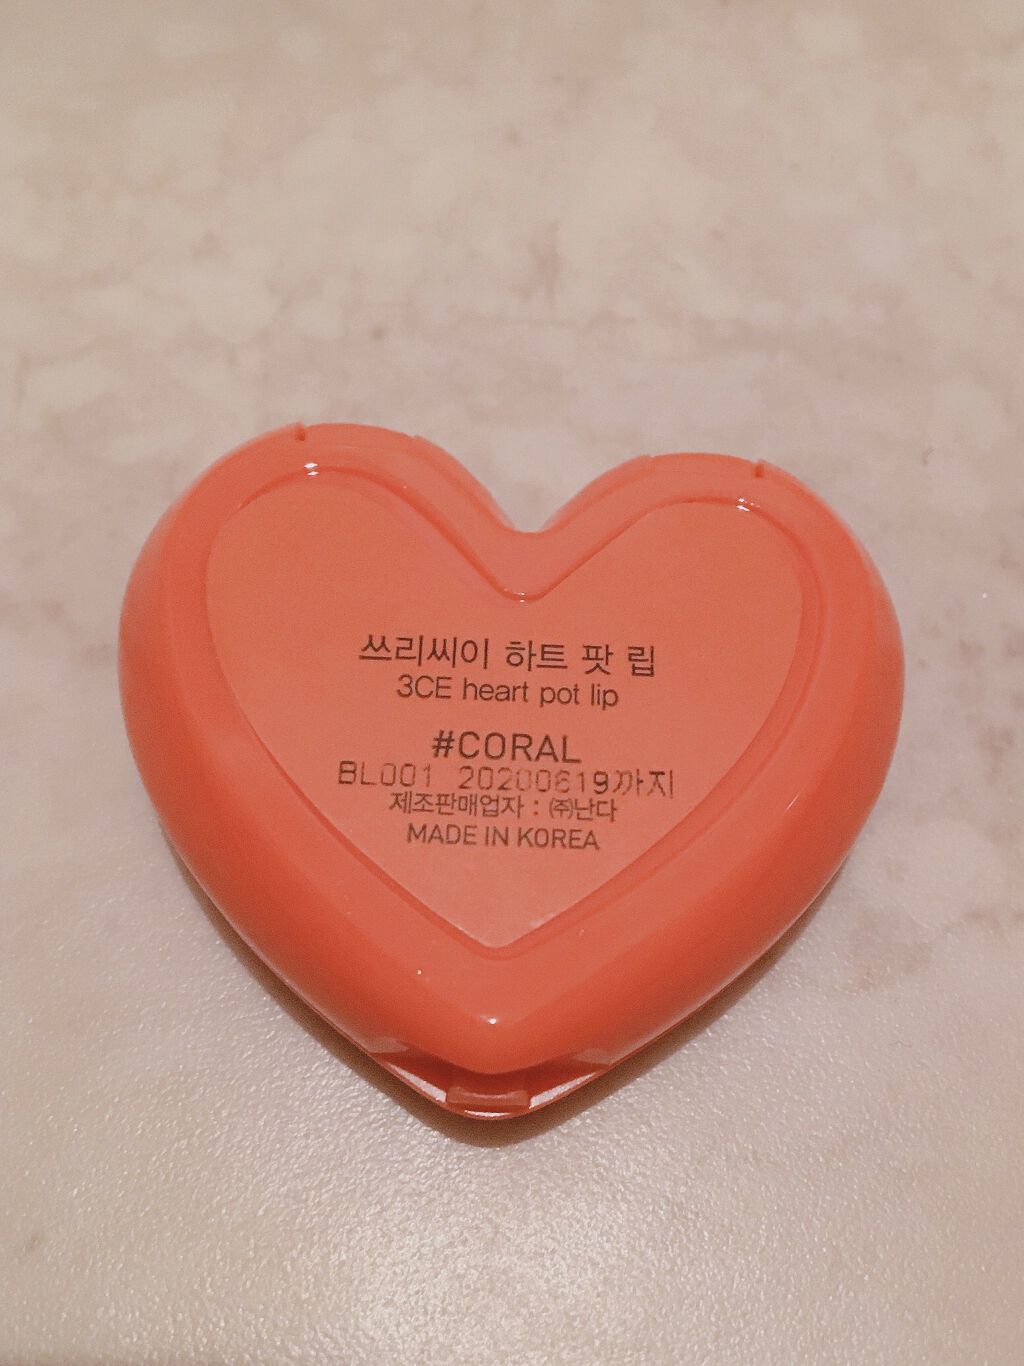 쓰리씨이 하트 팟 립
3CE heart pot lip
#CORAL
BL001 20200619까지
제조판매업자 : ㈜난다
MADE IN KOREA